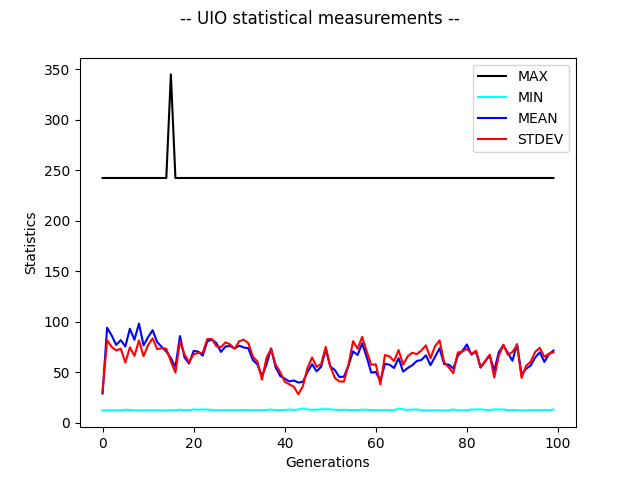 -- UIO statistical measurements --
350
300
250
200
150
100
50
0
Statistics
MAX
MIN
MEAN
STDEV
0 20 40 60 80 100
Generations